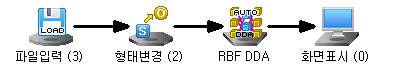 LOAD
S
O
AUTO
DDA
파일입력 (3)
형태변경 (2)
RBF DDA
화면표시 (0)